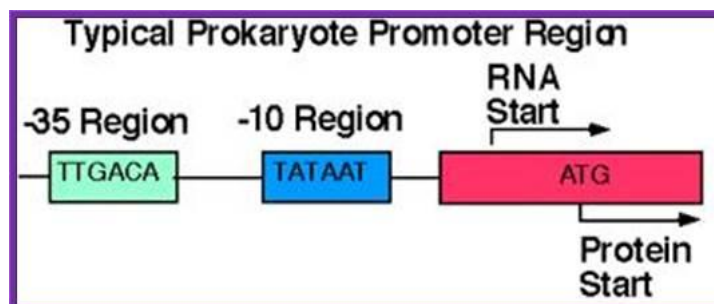 Typical Prokaryote Promoter Region
RNA
Start
-35 Region
-10 Region
TTGACA
TATAAT
ATG
Protein
Start